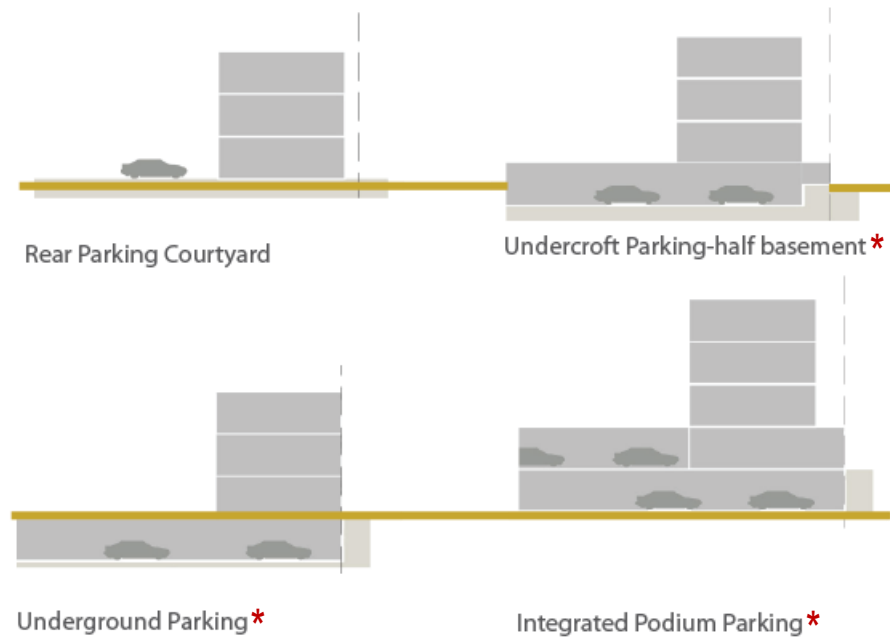 Rear Parking Courtyard
Undercroft Parking-half basement *
Underground Parking *
Integrated Podium Parking *